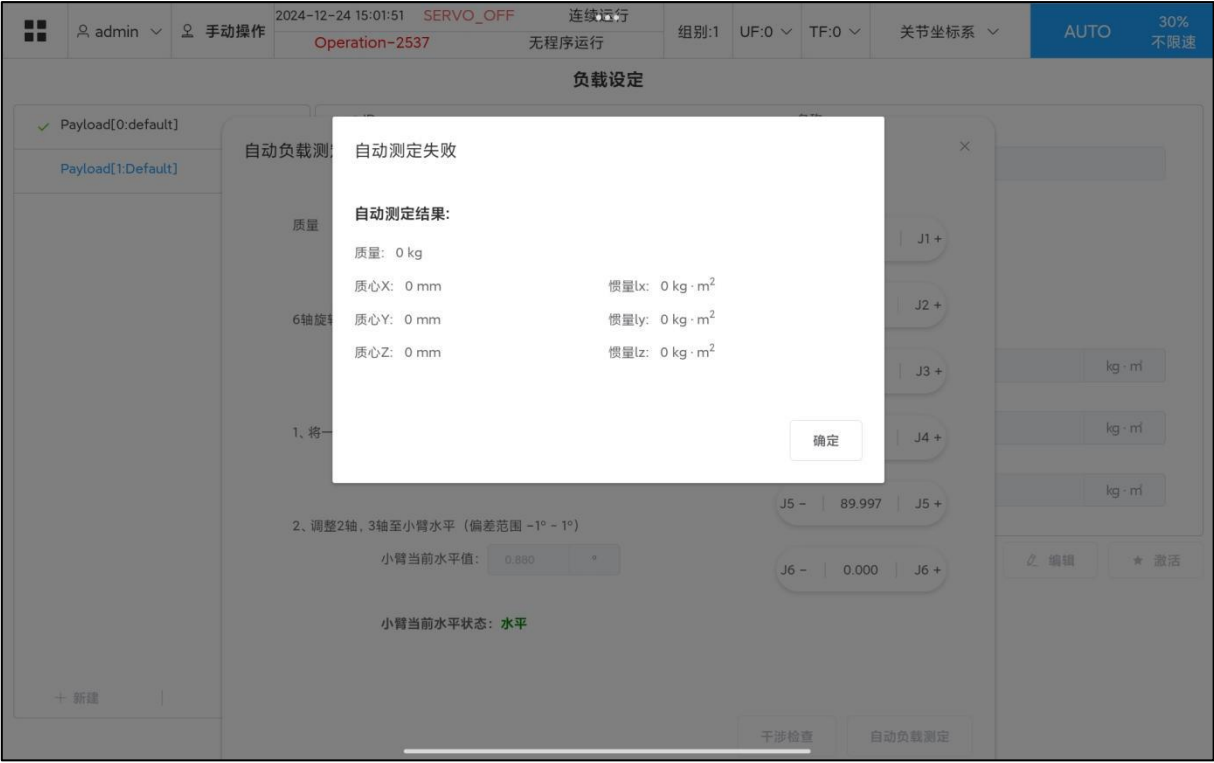 admin
手动操作
2024-12-24 15:01:51 SERVO_OFF 连续运行
Operation-2537 无程序运行
组别:1
UF:0
TF:0
关节坐标系
AUTO
30%
不限速
负载设定
Payload[0:default]
Payload[1:Default]
自动负载测
自动测定失败
自动测定结果:
质量: 0 kg
质心X: 0 mm 惯量lx: 0 kg · m²
质心Y: 0 mm 惯量ly: 0 kg · m²
质心Z: 0 mm 惯量lz: 0 kg · m²
确定
质量
6轴旋转
1、将一
2、调整2轴, 3轴至小臂水平（偏差范围 -1° - 1°）
小臂当前水平值: 0.860 °
小臂当前水平状态: 水平
J1 +
J2 +
J3 +
J4 +
J5 - 89.997 J5 +
J6 - 0.000 J6 +
kg · ㎡
kg · ㎡
kg · ㎡
编辑
激活
新建
干涉检查
自动负载测定